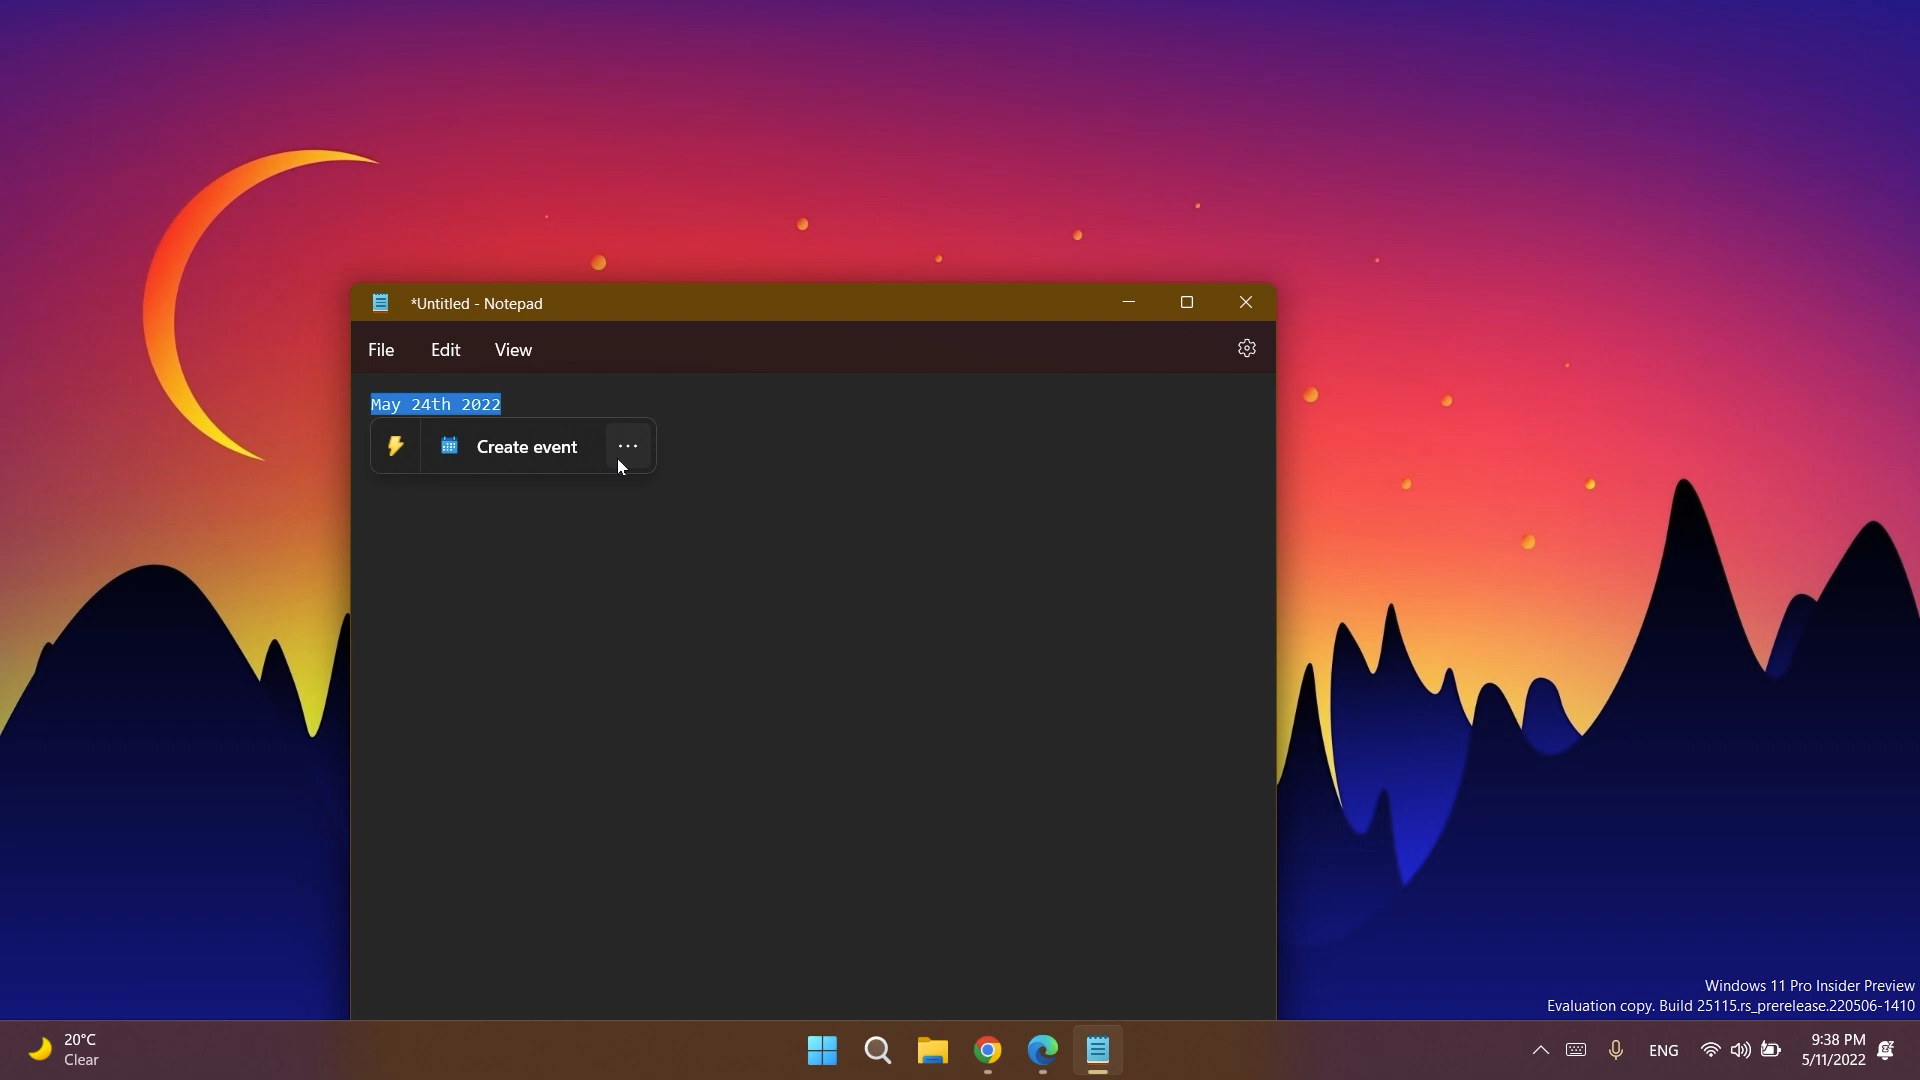 *Untitled - Notepad
File Edit View
May 24th 2022
Create event
Windows 11 Pro Insider Preview
Evaluation copy. Build 25115.rs_prerelease.220506-1410
20°C
Clear
ENG
9:38 PM
5/11/2022